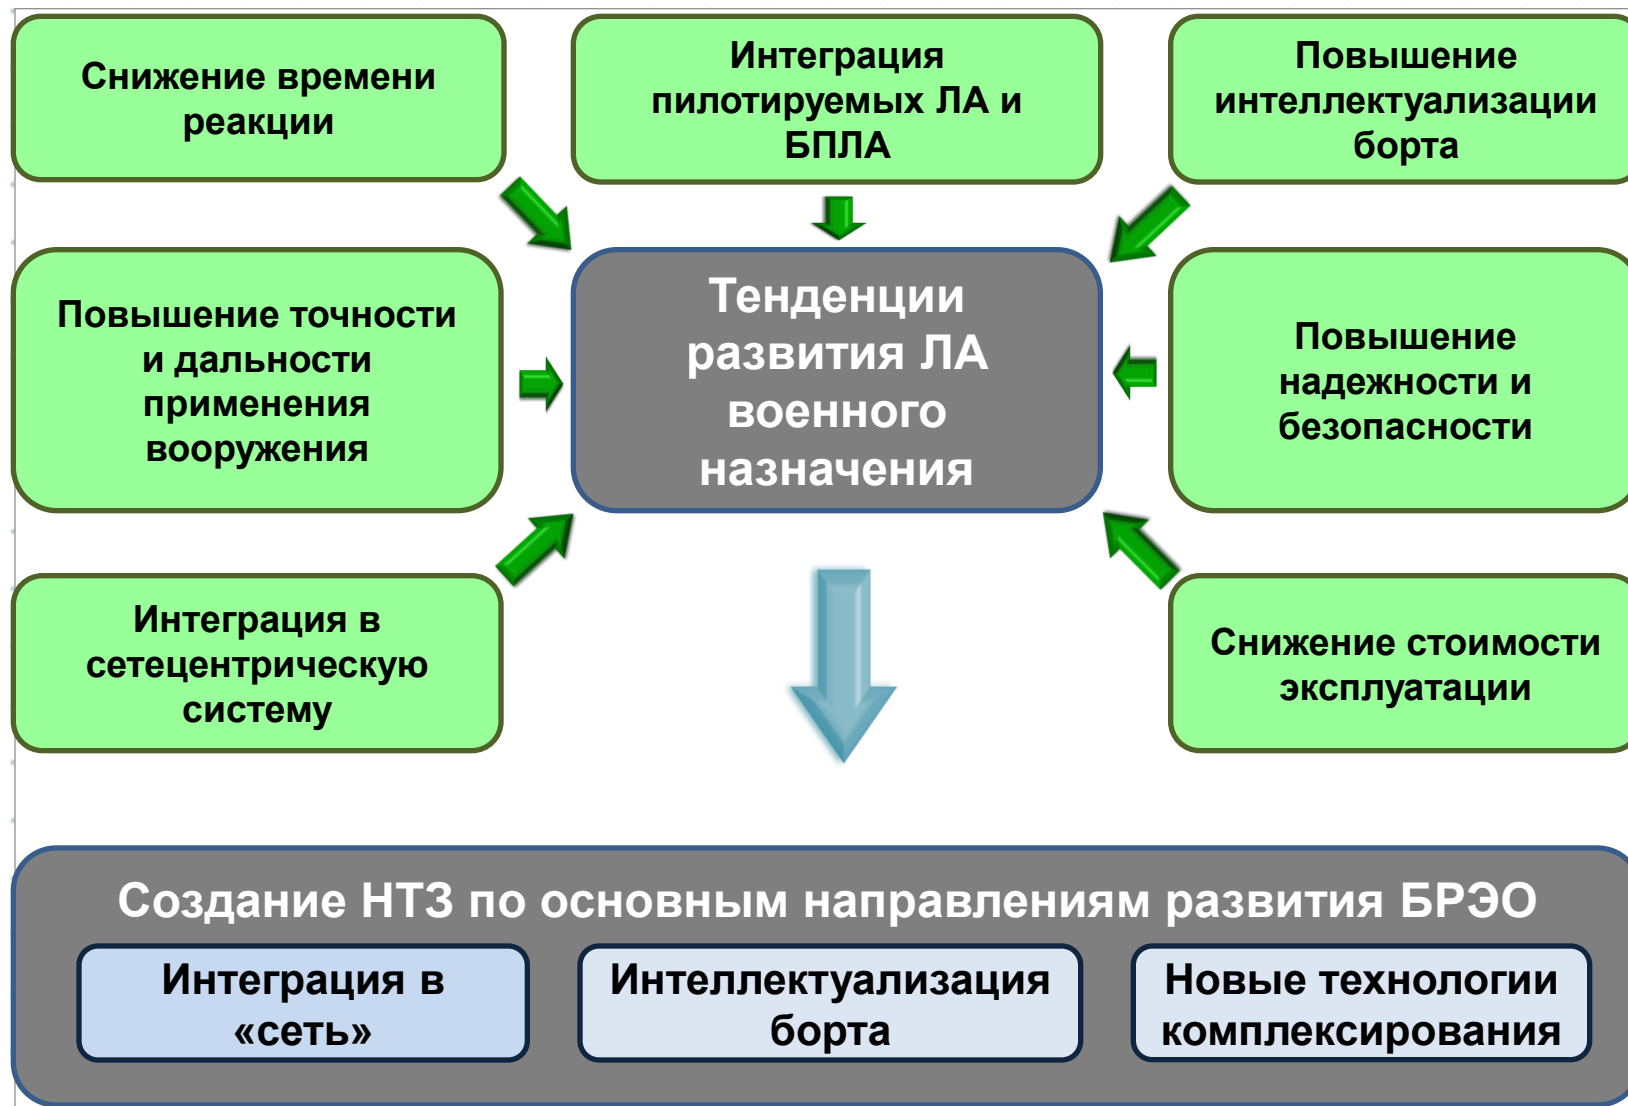 Снижение времени
реакции
Интеграция
пилотируемых ЛА и
БПЛА
Повышение
интеллектуализации
борта
Повышение точности
и дальности
применения
вооружения
Тенденции
развития ЛА
военного
назначения
Повышение
надежности и
безопасности
Интеграция в
сетецентрическую
систему
Снижение стоимости
эксплуатации
Создание НТЗ по основным направлениям развития БРЭО
Интеграция в
«сеть»
Интеллектуализация
борта
Новые технологии
комплексирования